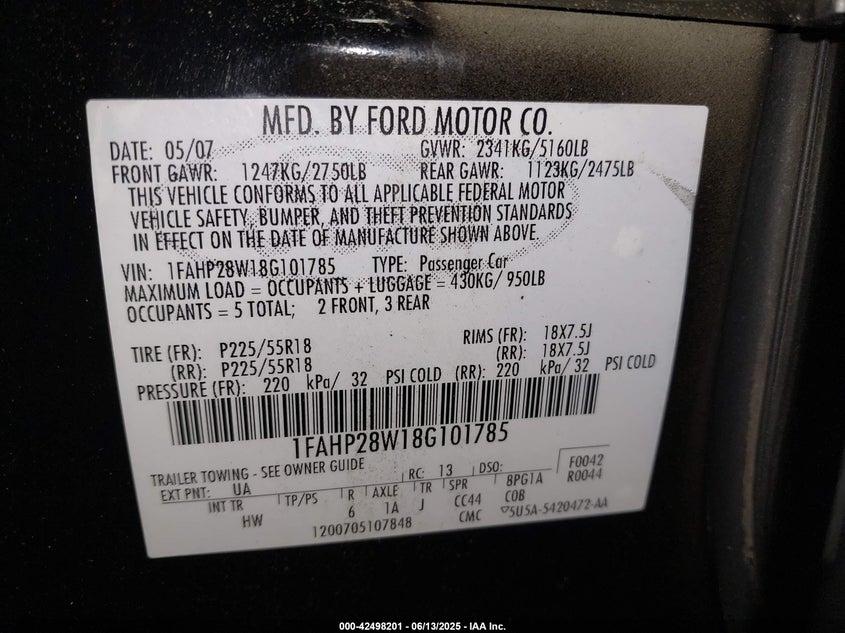 MFD. BY FORD MOTOR CO.
DATE: 05/07 GVWR: 2341KG/5160LB
FRONT GAWR: 1247KG/2750LB REAR GAWR: 1123KG/2475LB
THIS VEHICLE CONFORMS TO ALL APPLICABLE FEDERAL MOTOR
VEHICLE SAFETY, BUMPER, AND THEFT PREVENTION STANDARDS
IN EFFECT ON THE DATE OF MANUFACTURE SHOWN ABOVE.
VIN: 1FAHP28W18G101785 TYPE: Passenger Car
MAXIMUM LOAD = OCCUPANTS + LUGGAGE = 430KG/ 950LB
OCCUPANTS = 5 TOTAL; 2 FRONT, 3 REAR
TIRE (FR): P225/55R18 RIMS (FR): 18X7.5J
(RR): P225/55R18 (RR): 18X7.5J
PRESSURE (FR): 220 kPa/ 32 PSI COLD (RR): 220 kPa/ 32 PSI COLD
1FAHP28W18G101785
TRAILER TOWING - SEE OWNER GUIDE RC: 13 DSO: F0042
EXT PNT: UA 8PG1A R0044
INT TR TP/PS R AXLE TR SPR COB
HW 6 1A J CC44 5U5A-5420472-AA
1200705107848 CMC
000-42498201 - 06/13/2025 - IAA Inc.